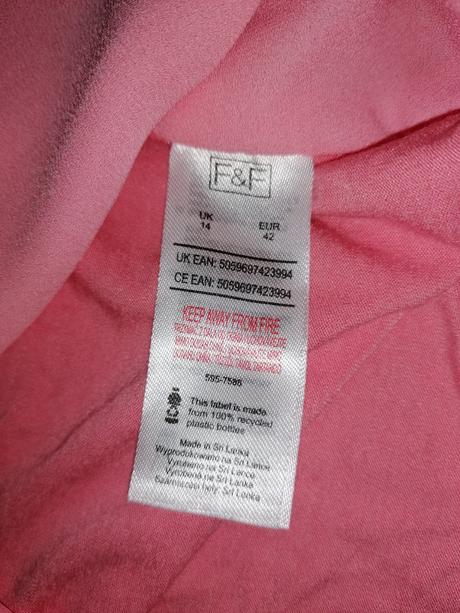 F&F
UK EUR
14 42
UK EAN: 5059697423994
CE EAN: 5059697423994
KEEP AWAY FROM FIRE
595-7586
This label is made
from 100% recycled
plastic bottles
Made in Sri Lanka
Wyprodukowano na Sri Lance
Vyrobeno na Srí Lance
Vyrobené na Srí Lanke
Származási hely: Sri Lanka